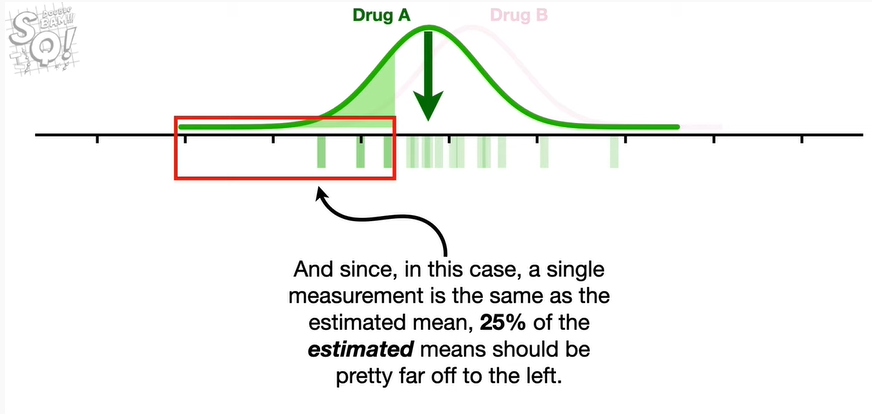 SQ!
BAM!!
Drug A
Drug B
And since, in this case, a single
measurement is the same as the
estimated mean, 25% of the
estimated means should be
pretty far off to the left.